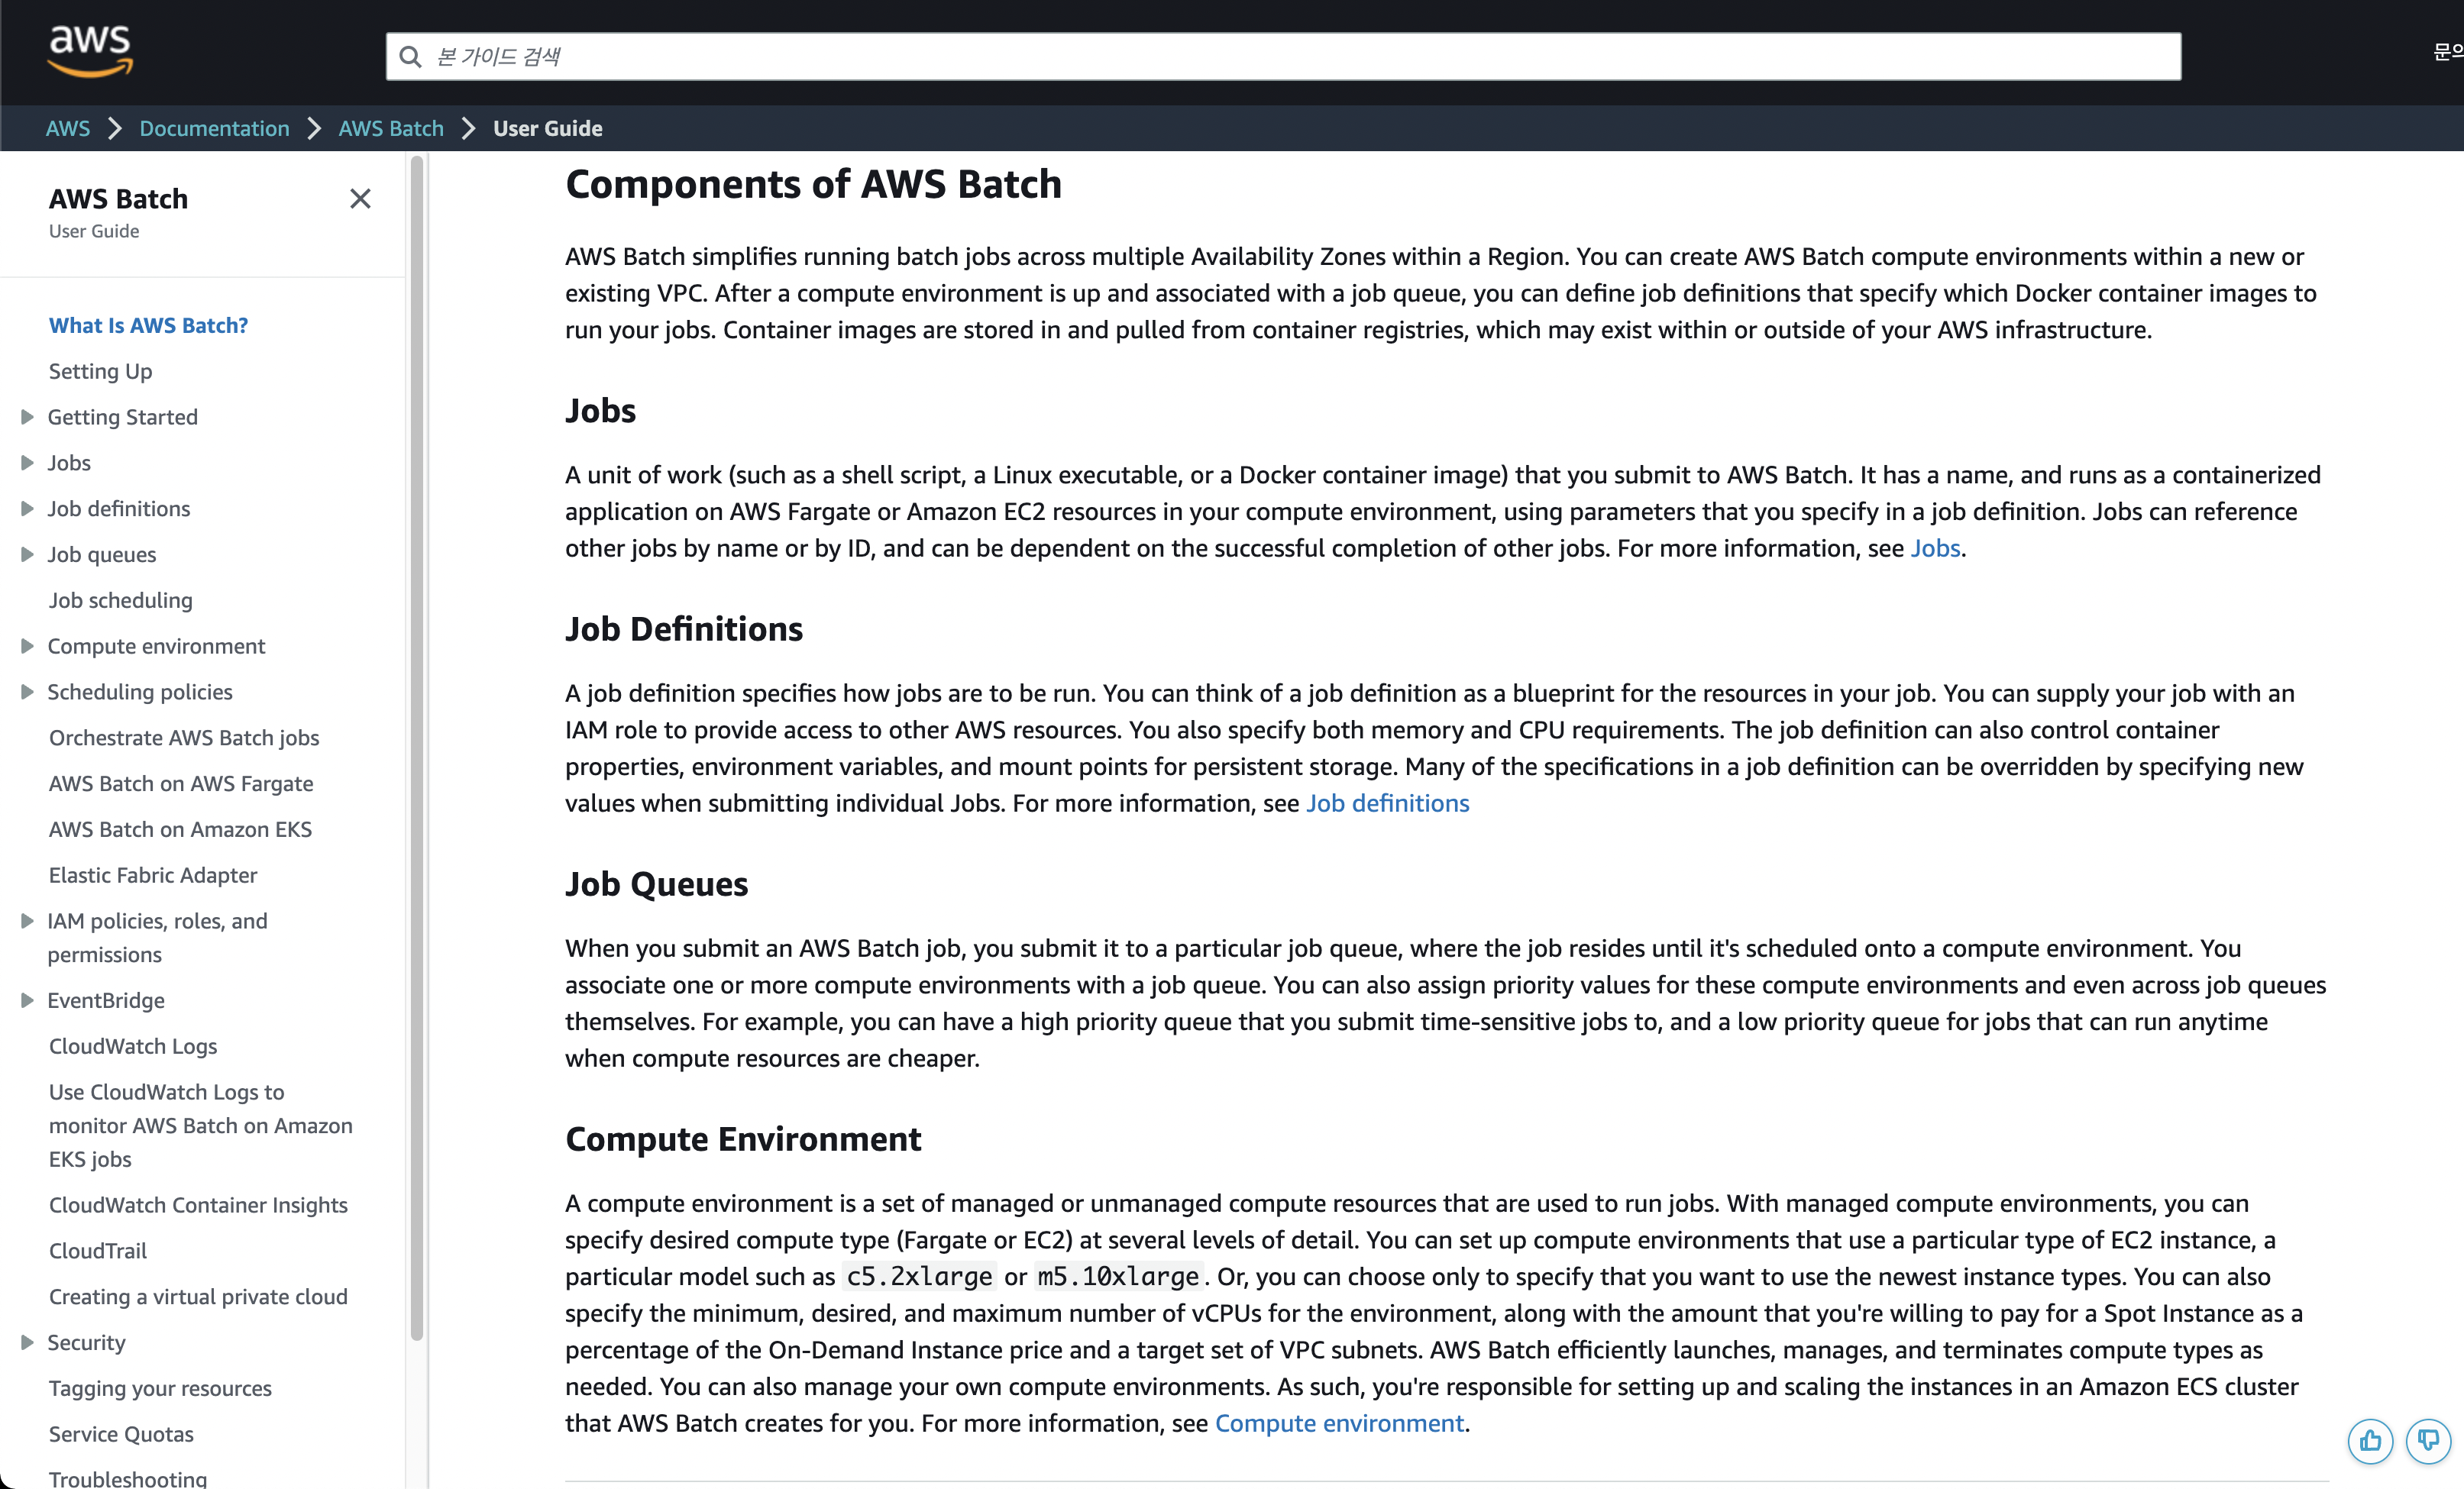 aws
본 가이드 검색
문의
AWS > Documentation > AWS Batch > User Guide
AWS Batch
User Guide
What Is AWS Batch?
Setting Up
Getting Started
Jobs
Job definitions
Job queues
Job scheduling
Compute environment
Scheduling policies
Orchestrate AWS Batch jobs
AWS Batch on AWS Fargate
AWS Batch on Amazon EKS
Elastic Fabric Adapter
IAM policies, roles, and
permissions
EventBridge
CloudWatch Logs
Use CloudWatch Logs to
monitor AWS Batch on Amazon
EKS jobs
CloudWatch Container Insights
CloudTrail
Creating a virtual private cloud
Security
Tagging your resources
Service Quotas
Troubleshooting
Components of AWS Batch
AWS Batch simplifies running batch jobs across multiple Availability Zones within a Region. You can create AWS Batch compute environments within a new or
existing VPC. After a compute environment is up and associated with a job queue, you can define job definitions that specify which Docker container images to
run your jobs. Container images are stored in and pulled from container registries, which may exist within or outside of your AWS infrastructure.
Jobs
A unit of work (such as a shell script, a Linux executable, or a Docker container image) that you submit to AWS Batch. It has a name, and runs as a containerized
application on AWS Fargate or Amazon EC2 resources in your compute environment, using parameters that you specify in a job definition. Jobs can reference
other jobs by name or by ID, and can be dependent on the successful completion of other jobs. For more information, see Jobs.
Job Definitions
A job definition specifies how jobs are to be run. You can think of a job definition as a blueprint for the resources in your job. You can supply your job with an
IAM role to provide access to other AWS resources. You also specify both memory and CPU requirements. The job definition can also control container
properties, environment variables, and mount points for persistent storage. Many of the specifications in a job definition can be overridden by specifying new
values when submitting individual Jobs. For more information, see Job definitions
Job Queues
When you submit an AWS Batch job, you submit it to a particular job queue, where the job resides until it's scheduled onto a compute environment. You
associate one or more compute environments with a job queue. You can also assign priority values for these compute environments and even across job queues
themselves. For example, you can have a high priority queue that you submit time-sensitive jobs to, and a low priority queue for jobs that can run anytime
when compute resources are cheaper.
Compute Environment
A compute environment is a set of managed or unmanaged compute resources that are used to run jobs. With managed compute environments, you can
specify desired compute type (Fargate or EC2) at several levels of detail. You can set up compute environments that use a particular type of EC2 instance, a
particular model such as c5.2xlarge or m5.10xlarge. Or, you can choose only to specify that you want to use the newest instance types. You can also
specify the minimum, desired, and maximum number of vCPUs for the environment, along with the amount that you're willing to pay for a Spot Instance as a
percentage of the On-Demand Instance price and a target set of VPC subnets. AWS Batch efficiently launches, manages, and terminates compute types as
needed. You can also manage your own compute environments. As such, you're responsible for setting up and scaling the instances in an Amazon ECS cluster
that AWS Batch creates for you. For more information, see Compute environment.